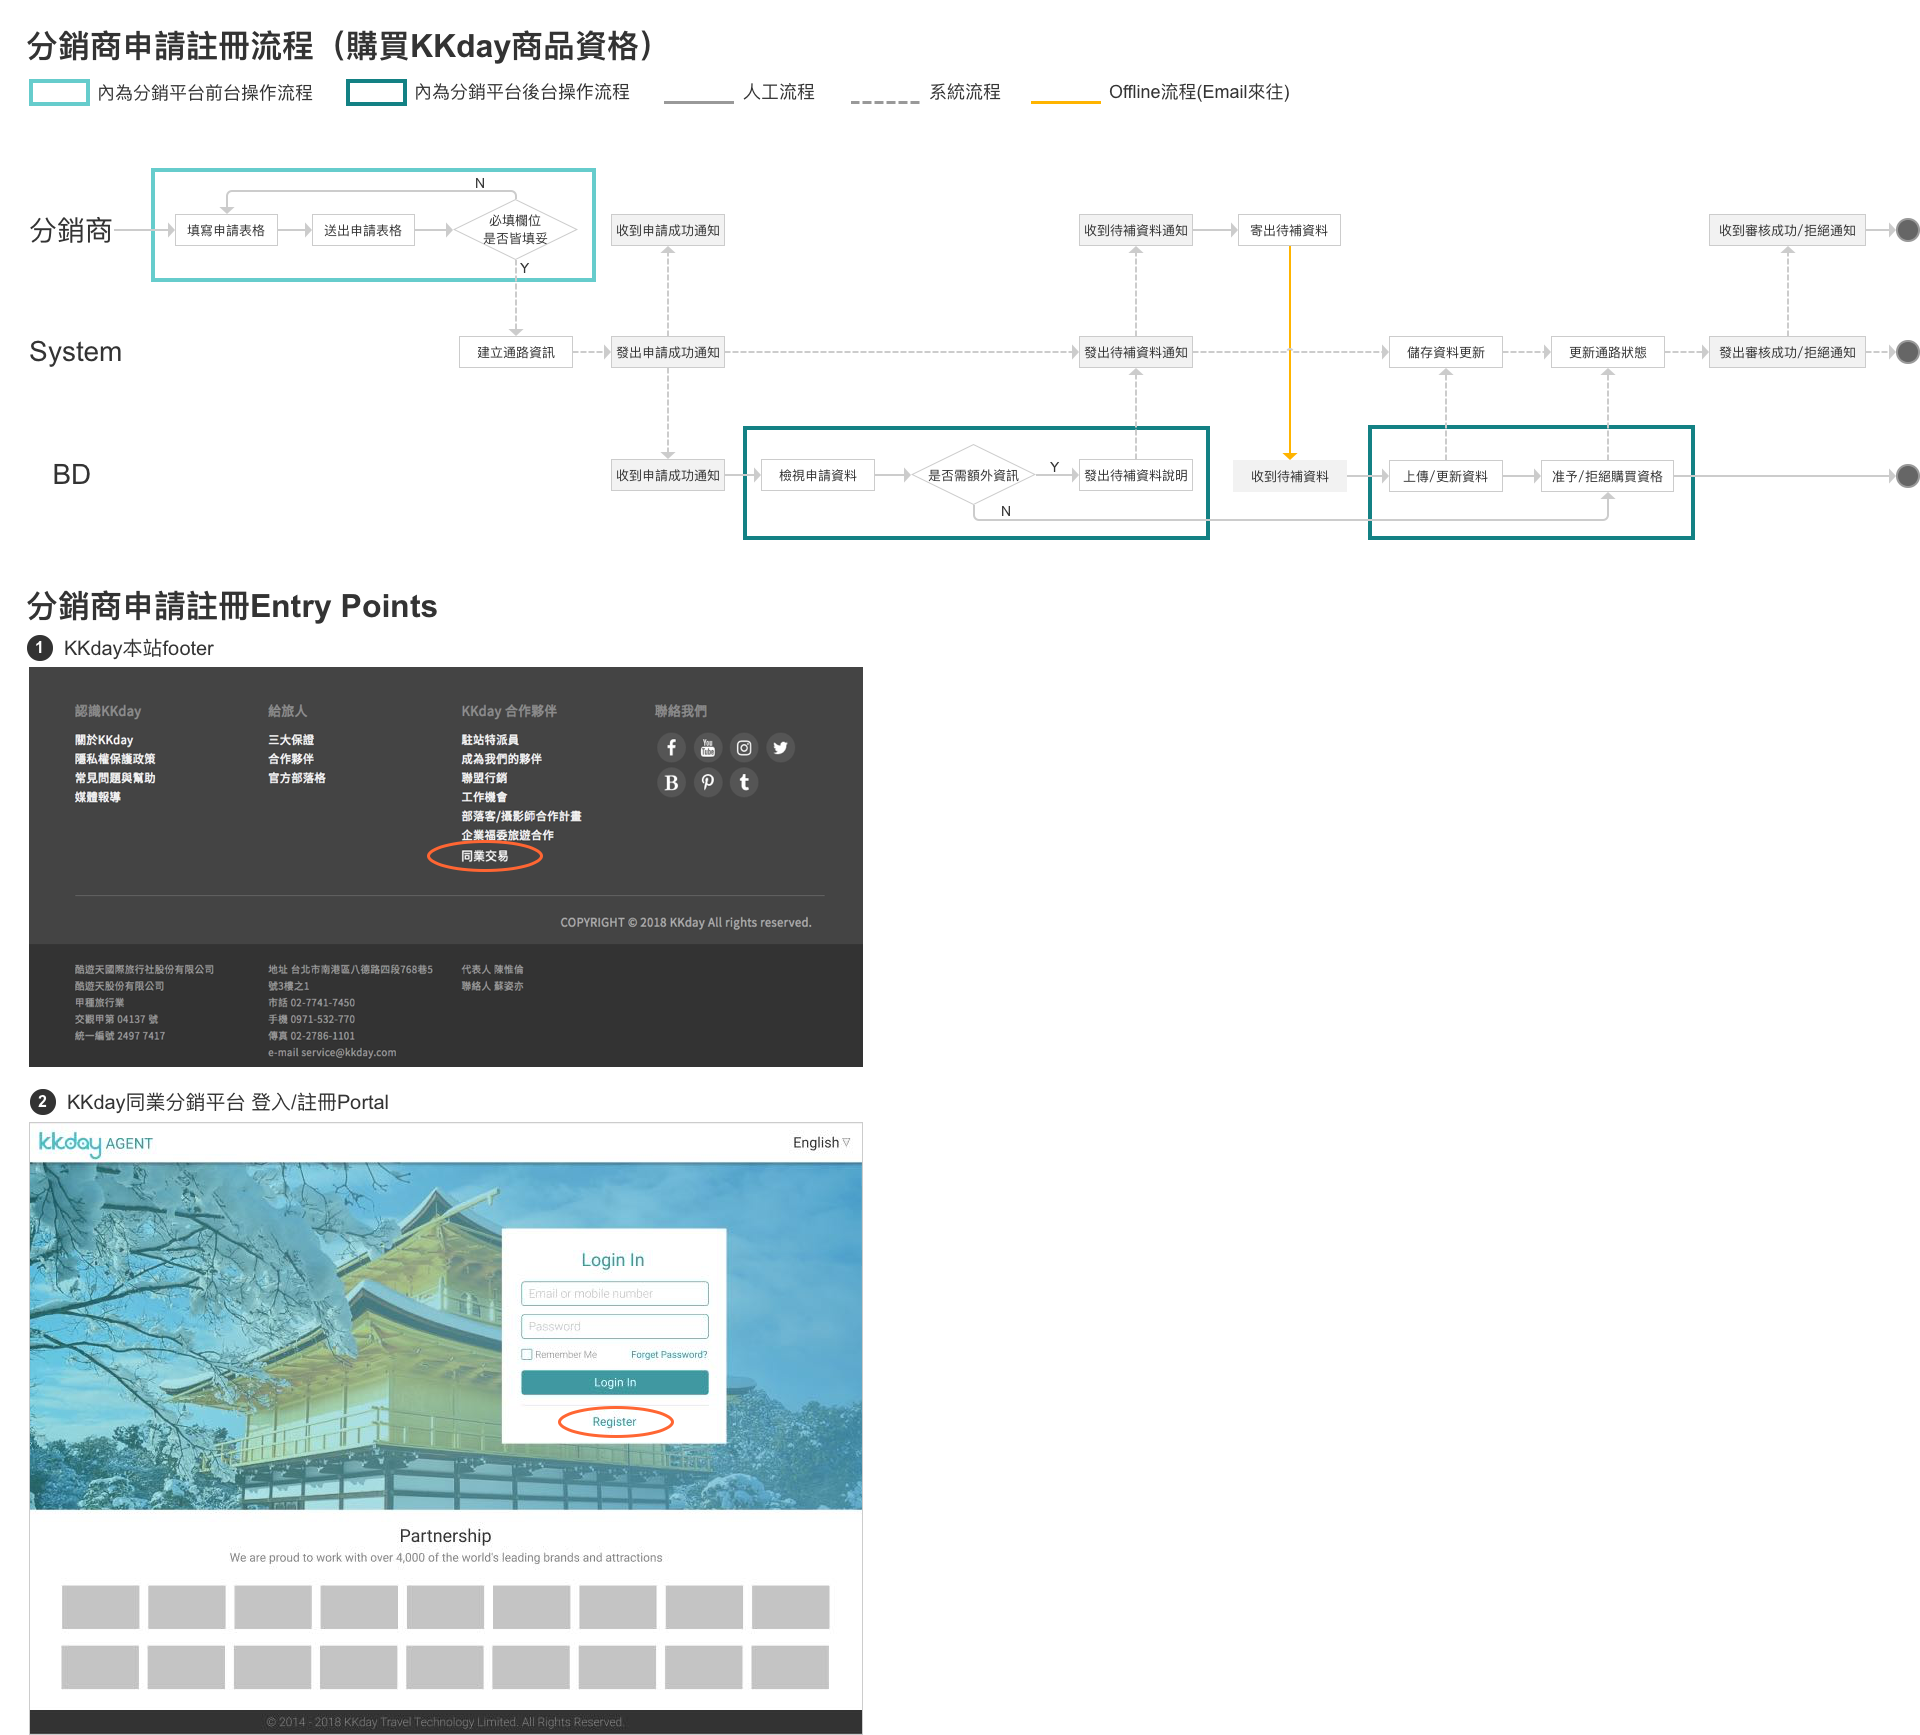 分銷商申請註冊流程（購買KKday商品資格）
內為分銷平台前台操作流程
內為分銷平台後台操作流程
人工流程
系統流程
Offline流程(Email來往)
分銷商
填寫申請表格
送出申請表格
必填欄位
是否皆填妥
N
Y
收到申請成功通知
收到待補資料通知
寄出待補資料
收到審核成功/拒絕通知
System
建立通路資訊
發出申請成功通知
發出待補資料通知
儲存資料更新
更新通路狀態
發出審核成功/拒絕通知
BD
收到申請成功通知
檢視申請資料
是否需額外資訊
Y
N
發出待補資料說明
收到待補資料
上傳/更新資料
准予/拒絕購買資格
分銷商申請註冊Entry Points
1 KKday本站footer
認識KKday
關於KKday
隱私權保護政策
常見問題與幫助
媒體報導
給旅人
三大保證
合作夥伴
官方部落格
KKday 合作夥伴
駐站特派員
成為我們的夥伴
聯盟行銷
工作機會
部落客/攝影師合作計畫
企業福委旅遊合作
同業交易
聯絡我們
You
Tube
COPYRIGHT © 2018 KKday All rights reserved.
酷遊天國際旅行社股份有限公司
酷遊天股份有限公司
甲種旅行業
交觀甲第 04137 號
統一編號 2497 7417
地址 台北市南港區八德路四段768巷5
號3樓之1
市話 02-7741-7450
手機 0971-532-770
傳真 02-2786-1101
e-mail service@kkday.com
代表人 陳惟倫
聯絡人 蘇姿亦
2 KKday同業分銷平台 登入/註冊Portal
kkday AGENT
English
Login In
Email or mobile number
Password
Remember Me
Forget Password?
Login In
Register
Partnership
We are proud to work with over 4,000 of the world's leading brands and attractions
© 2014 - 2018 KKday Travel Technology Limited. All Rights Reserved.